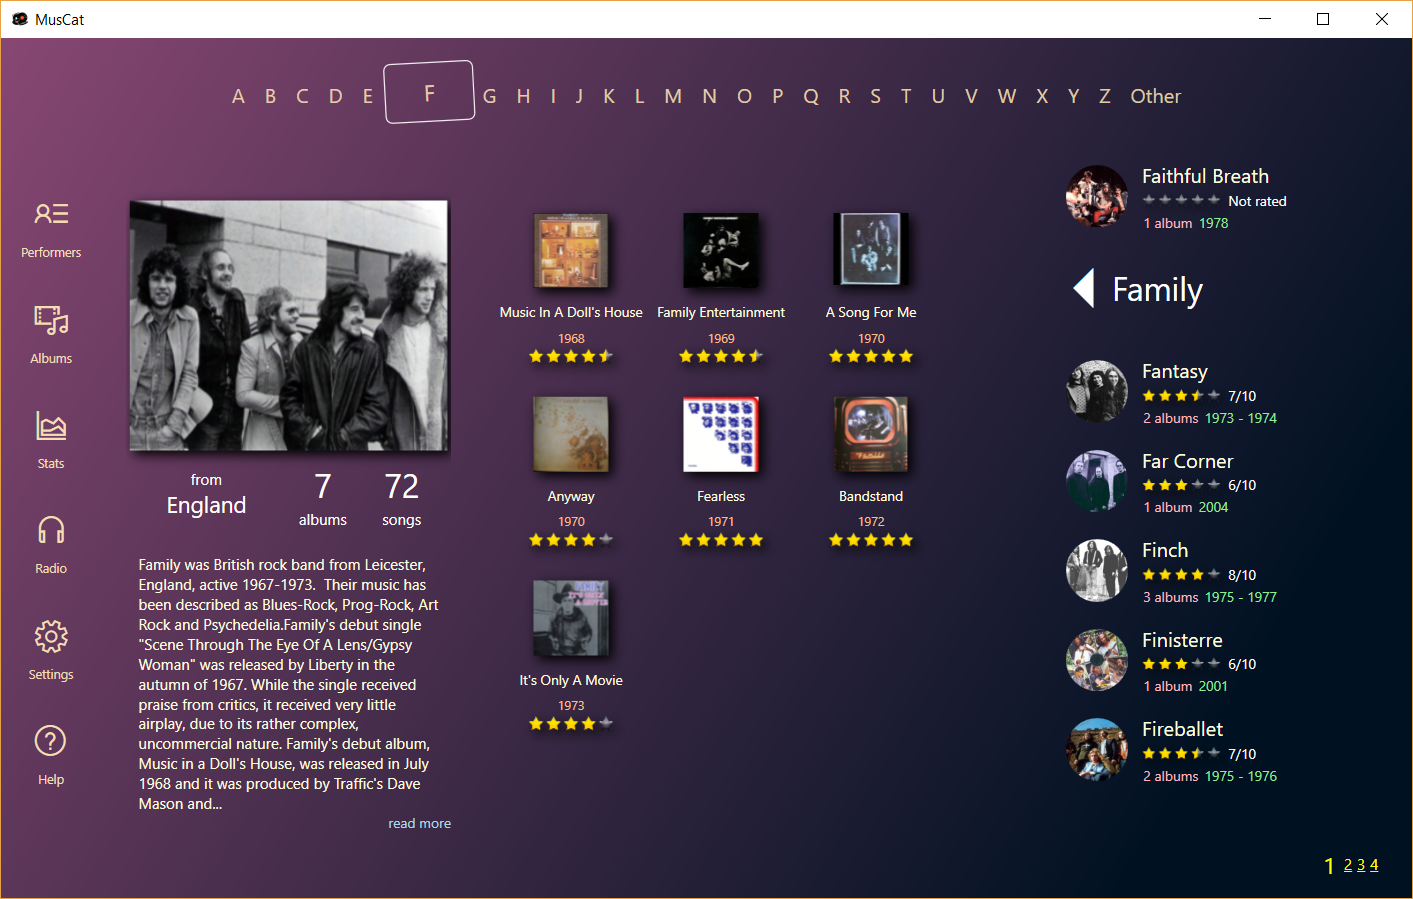 MusCat
A B C D E F G H I J K L M N O P Q R S T U V W X Y Z Other
Performers
Albums
Stats
Radio
Settings
Help
from
England
7
albums
72
songs
Family was British rock band from Leicester,
England, active 1967-1973.  Their music has
been described as Blues-Rock, Prog-Rock, Art
Rock and Psychedelia.Family's debut single
"Scene Through The Eye Of A Lens/Gypsy
Woman" was released by Liberty in the
autumn of 1967. While the single received
praise from critics, it received very little
airplay, due to its rather complex,
uncommercial nature. Family's debut album,
Music in a Doll's House, was released in July
1968 and it was produced by Traffic's Dave
Mason and...
read more
Music In A Doll's House
1968
Family Entertainment
1969
A Song For Me
1970
Anyway
1970
Fearless
1971
Bandstand
1972
FAMILY
IT'S ONLY
A MOVIE
It's Only A Movie
1973
Faithful Breath
Not rated
1 album 1978
Family
Fantasy
7/10
2 albums 1973 - 1974
Far Corner
6/10
1 album 2004
Finch
8/10
3 albums 1975 - 1977
Finisterre
6/10
1 album 2001
Fireballet
7/10
2 albums 1975 - 1976
1 2 3 4